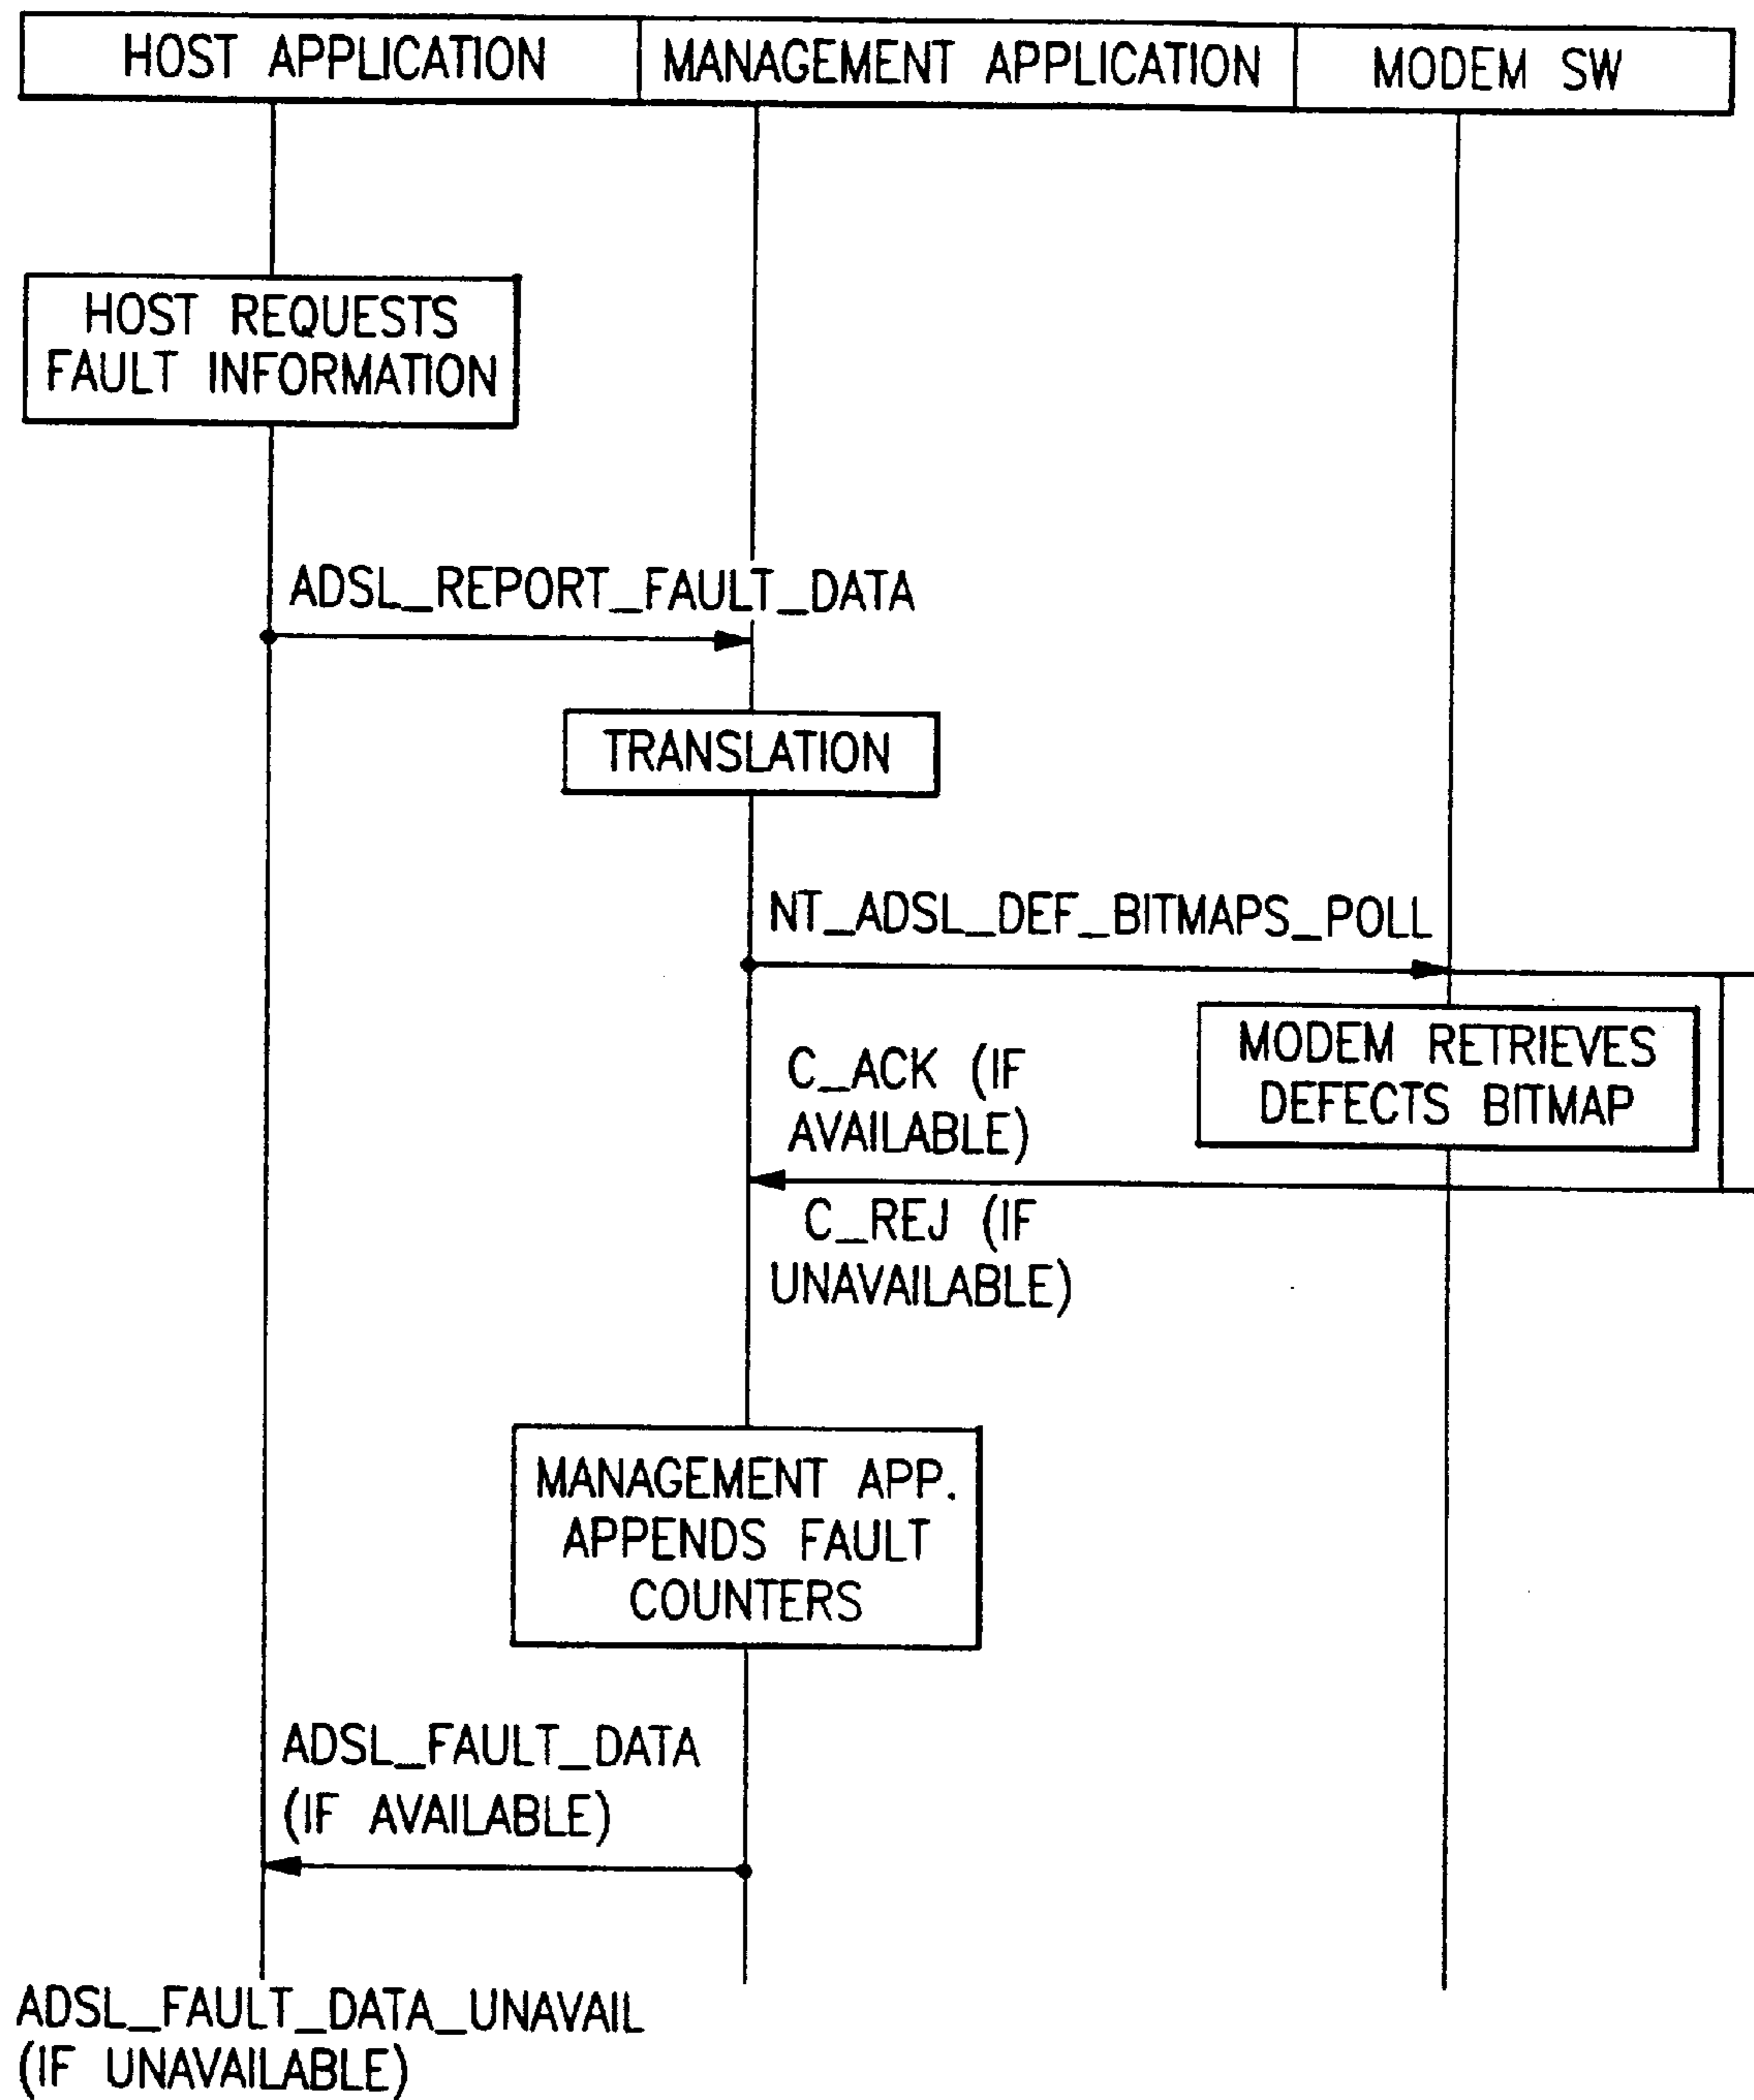 HOST APPLICATION
MANAGEMENT APPLICATION
MODEM SW
HOST REQUESTS
FAULT INFORMATION
ADSL_REPORT_FAULT_DATA
TRANSLATION
NT_ADSL_DEF_BITMAPS_POLL
MODEM RETRIEVES
DEFECTS BITMAP
C_ACK (IF
AVAILABLE)
C_REJ (IF
UNAVAILABLE)
MANAGEMENT APP.
APPENDS FAULT
COUNTERS
ADSL_FAULT_DATA
(IF AVAILABLE)
ADSL_FAULT_DATA_UNAVAIL
(IF UNAVAILABLE)